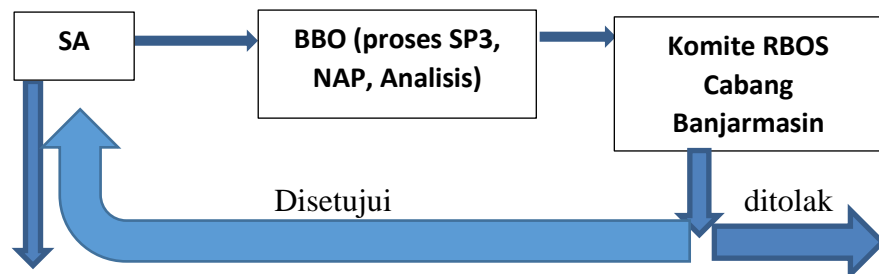 SA
BBO (proses SP3,
NAP, Analisis)
Komite RBOS
Cabang
Banjarmasin
Disetujui
ditolak